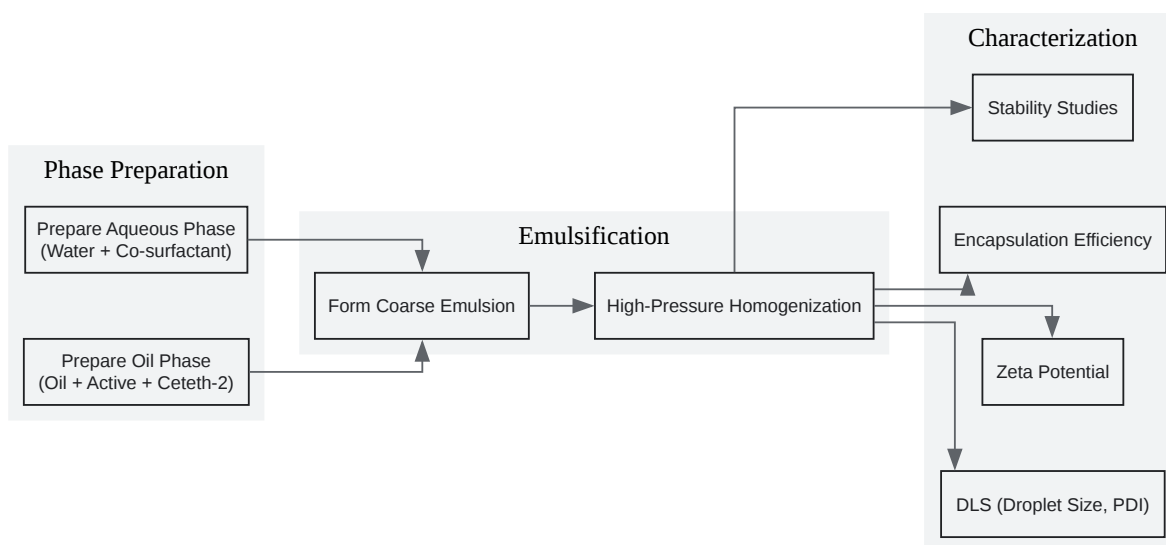 Phase Preparation
Prepare Aqueous Phase
(Water + Co-surfactant)
Prepare Oil Phase
(Oil + Active + Ceteth-2)
Emulsification
Form Coarse Emulsion
High-Pressure Homogenization
Characterization
Stability Studies
Encapsulation Efficiency
Zeta Potential
DLS (Droplet Size, PDI)